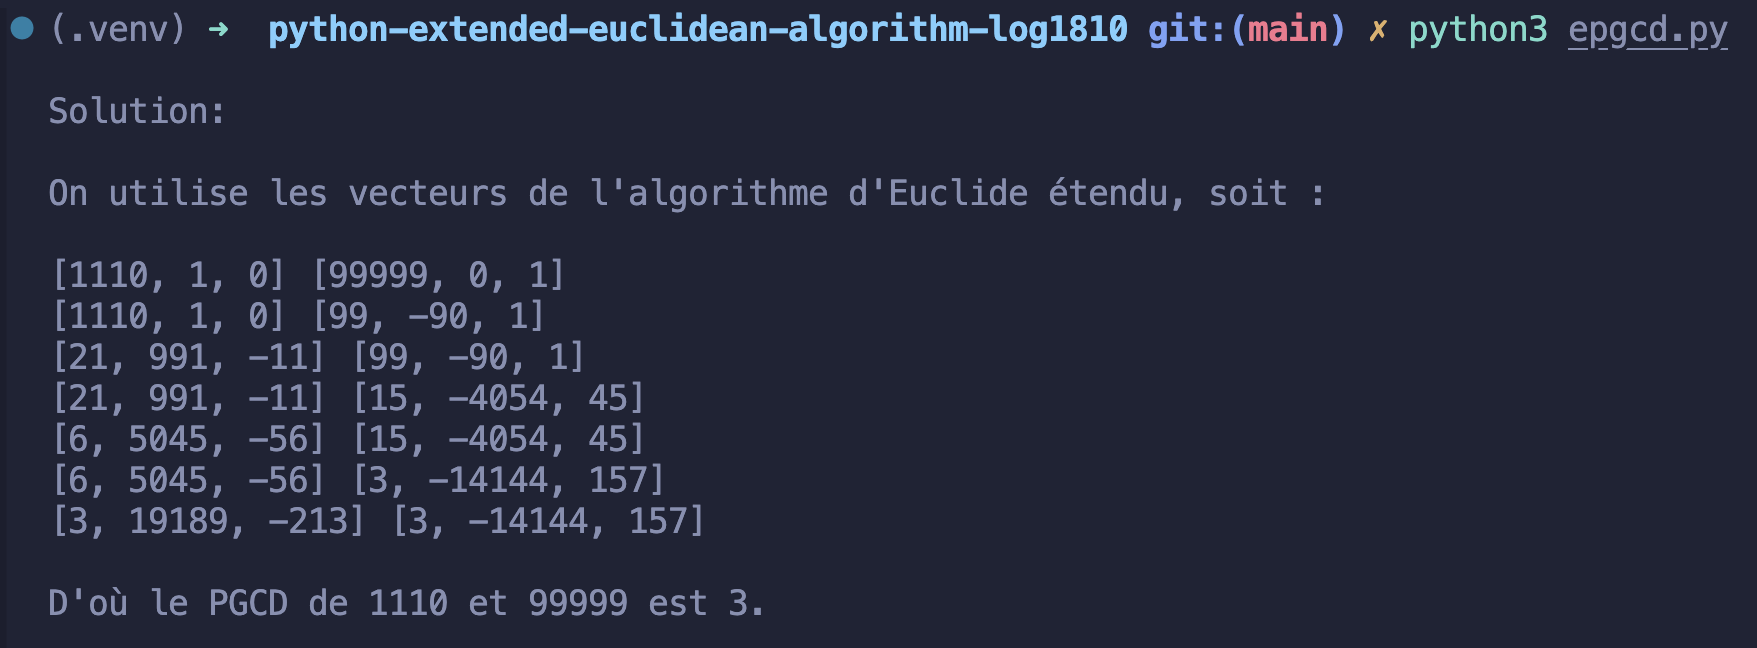 (.venv) ➜ python-extended-euclidean-algorithm-log1810 git:(main) ✗ python3 epgcd.py
Solution:
On utilise les vecteurs de l'algorithme d'Euclide étendu, soit :
[1110, 1, 0] [99999, 0, 1]
[1110, 1, 0] [99, -90, 1]
[21, 991, -11] [99, -90, 1]
[21, 991, -11] [15, -4054, 45]
[6, 5045, -56] [15, -4054, 45]
[6, 5045, -56] [3, -14144, 157]
[3, 19189, -213] [3, -14144, 157]
D'où le PGCD de 1110 et 99999 est 3.